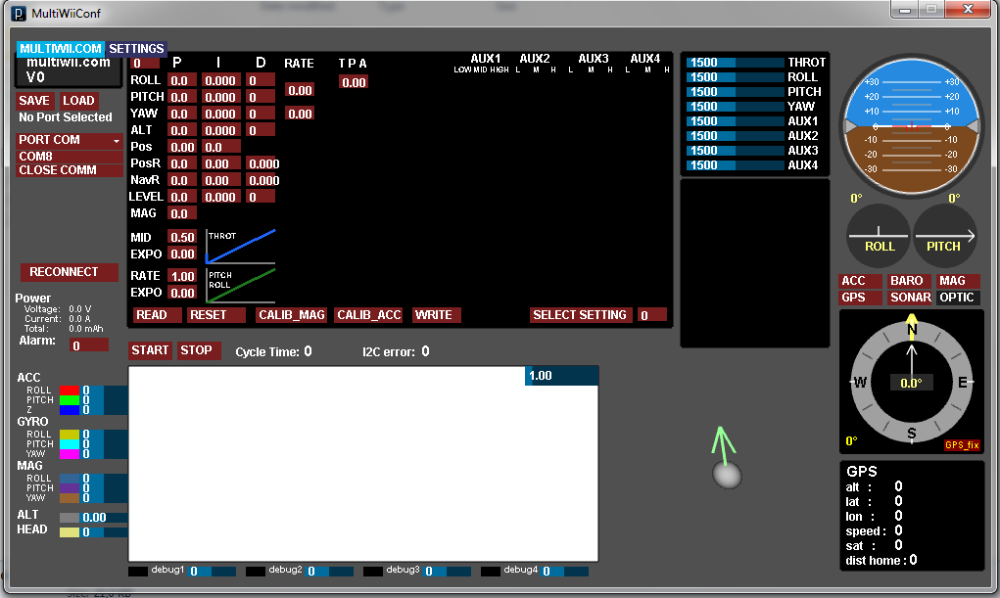 MultiWiiConf
MULTIWII.COM SETTINGS
multiwii.com
V0
SAVE LOAD
No Port Selected
PORT COM
COM8
CLOSE COMM
RECONNECT
Power
Voltage: 0.0 V
Current: 0.0 A
Total: 0.0 mAh
Alarm: 0
0 P I D RATE T P A
ROLL 0.0 0.000 0
PITCH 0.0 0.000 0
0.00
0.00
YAW 0.0 0.000 0 0.00
ALT 0.0 0.000 0
Pos 0.00 0.0
PosR 0.0 0.00 0.000
NavR 0.0 0.00 0.000
LEVEL 0.0 0.000 0
MAG 0.0
MID 0.50 THROT
EXPO 0.00
RATE 1.00 PITCH
ROLL
EXPO 0.00
AUX1 AUX2 AUX3 AUX4
LOW MID HIGH L M H L M H L M H
READ RESET CALIB_MAG CALIB_ACC WRITE SELECT SETTING 0
1500 THROT
1500 ROLL
1500 PITCH
1500 YAW
1500 AUX1
1500 AUX2
1500 AUX3
1500 AUX4
+30 +30
+20 +20
+10 +10
0 0
-10 -10
-20 -20
-30 -30
0° 0°
ROLL PITCH
ACC BARO MAG
GPS SONAR OPTIC
N
W 0.0° E
S
0° GPS_fix
GPS
alt : 0
lat : 0
lon : 0
speed : 0
sat : 0
dist home : 0
START STOP Cycle Time: 0 I2C error: 0
1.00
ACC
ROLL 0
PITCH 0
Z 0
GYRO
ROLL 0
PITCH 0
YAW 0
MAG
ROLL 0
PITCH 0
YAW 0
ALT 0.00
HEAD 0
debug1 0 debug2 0 debug3 0 debug4 0